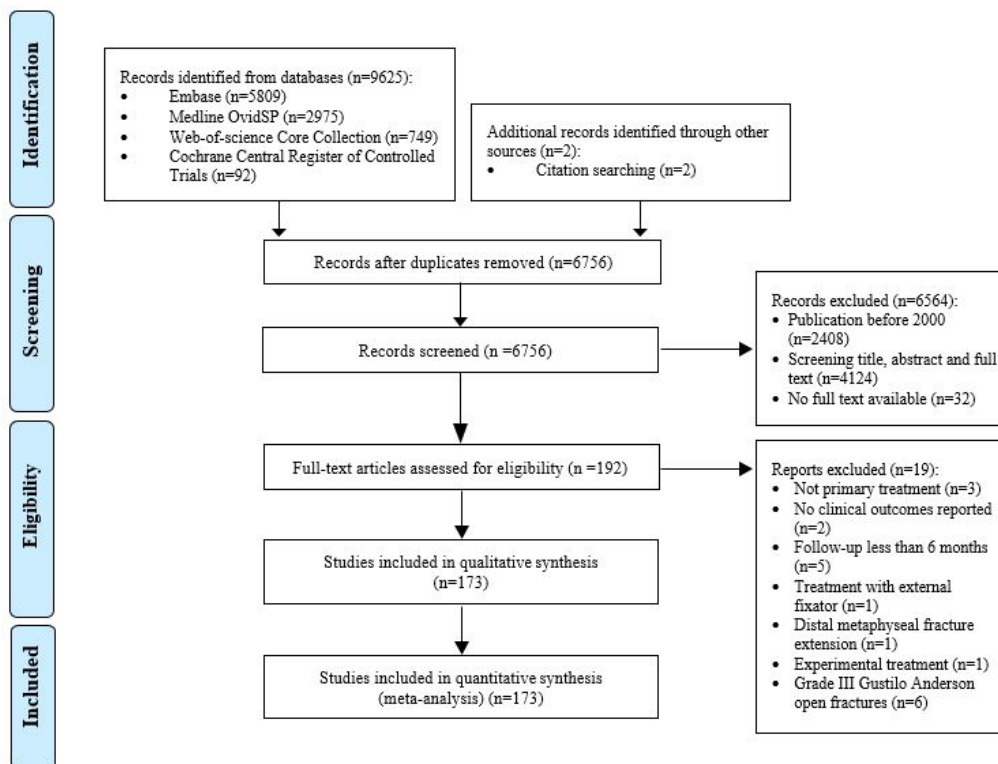 Identification
Records identified from databases (n=9625):
• Embase (n=5809)
• Medline OvidSP (n=2975)
• Web-of-science Core Collection (n=749)
• Cochrane Central Register of Controlled
Trials (n=92)
Additional records identified through other
sources (n=2):
• Citation searching (n=2)
Screening
Records after duplicates removed (n=6756)
Records screened (n =6756)
Records excluded (n=6564):
• Publication before 2000
(n=2408)
• Screening title, abstract and full
text (n=4124)
• No full text available (n=32)
Eligibility
Full-text articles assessed for eligibility (n =192)
Reports excluded (n=19):
• Not primary treatment (n=3)
• No clinical outcomes reported
(n=2)
• Follow-up less than 6 months
(n=5)
• Treatment with external
fixator (n=1)
• Distal metaphyseal fracture
extension (n=1)
• Experimental treatment (n=1)
• Grade III Gustilo Anderson
open fractures (n=6)
Studies included in qualitative synthesis
(n=173)
Included
Studies included in quantitative synthesis
(meta-analysis) (n=173)